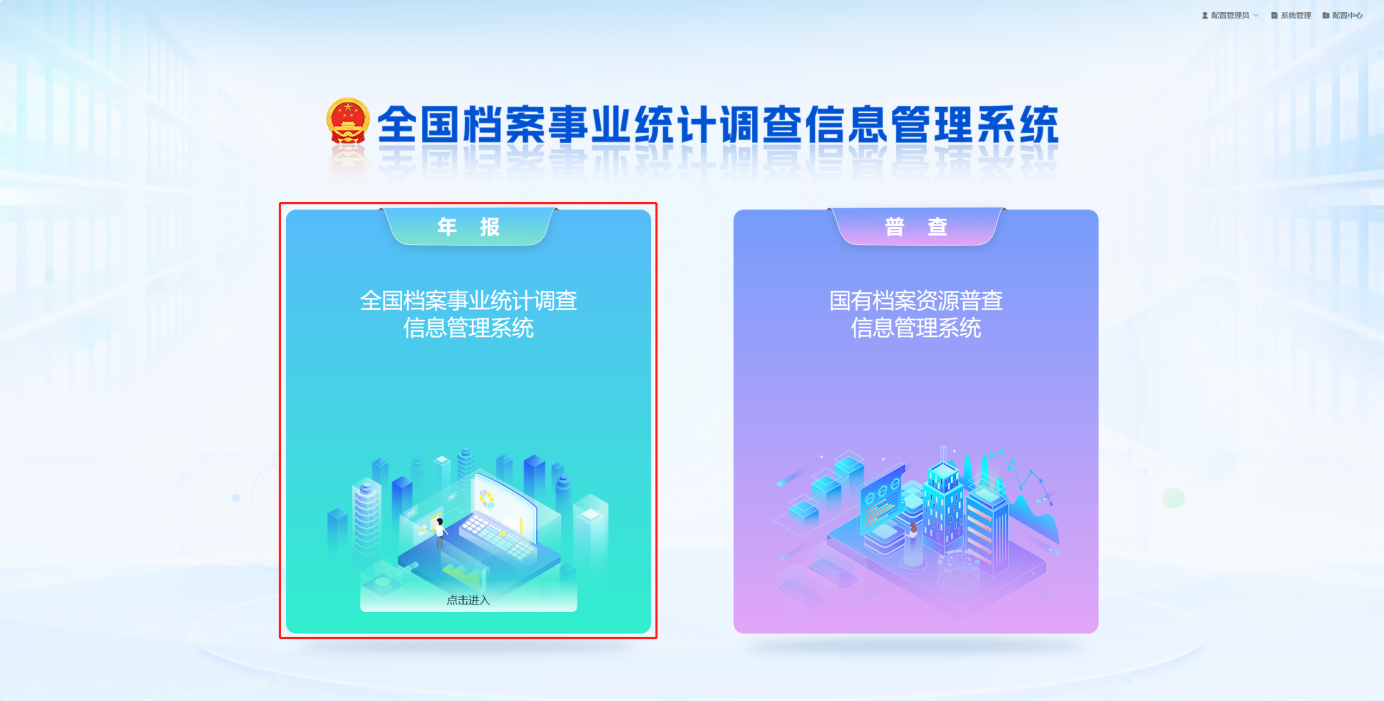 配置管理员 系统管理 配置中心
全国档案事业统计调查信息管理系统
年 报
全国档案事业统计调查
信息管理系统
点击进入
普 查
国有档案资源普查
信息管理系统